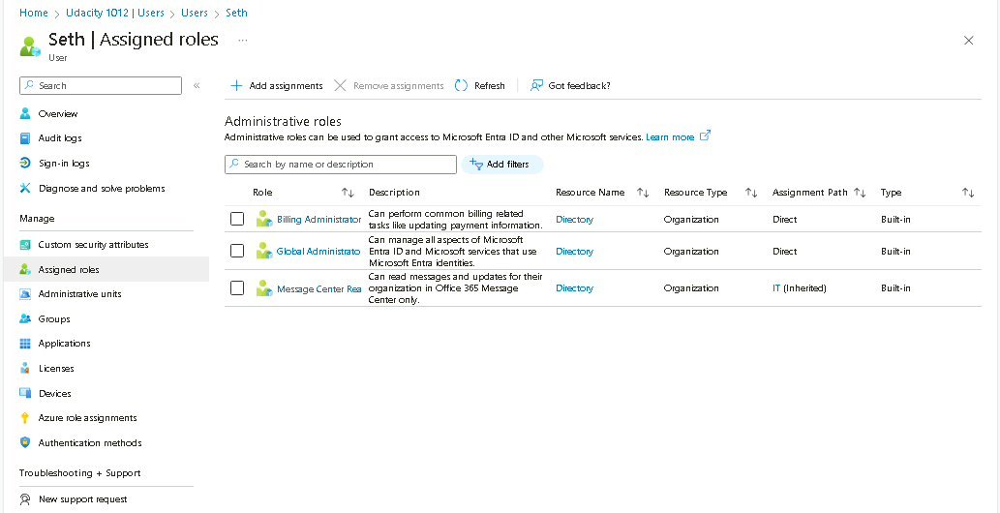 Home > Udacity 1012 | Users > Users > Seth
Seth | Assigned roles ...
User
Search «
Overview
Audit logs
Sign-in logs
Diagnose and solve problems
Manage
Custom security attributes
Assigned roles
Administrative units
Groups
Applications
Licenses
Devices
Azure role assignments
Authentication methods
Troubleshooting + Support
New support request
Add assignments Remove assignments Refresh Got feedback?
Administrative roles
Administrative roles can be used to grant access to Microsoft Entra ID and other Microsoft services. Learn more
Search by name or description Add filters
Role Description Resource Name Resource Type Assignment Path Type
Billing Administrator Can perform common billing related
tasks like updating payment information. Directory Organization Direct Built-in
Can manage all aspects of Microsoft
Global Administrato Entra ID and Microsoft services that use Directory Organization Direct Built-in
Microsoft Entra identities.
Can read messages and updates for their
Message Center Rea organization in Office 365 Message Directory Organization IT (Inherited) Built-in
Center only.